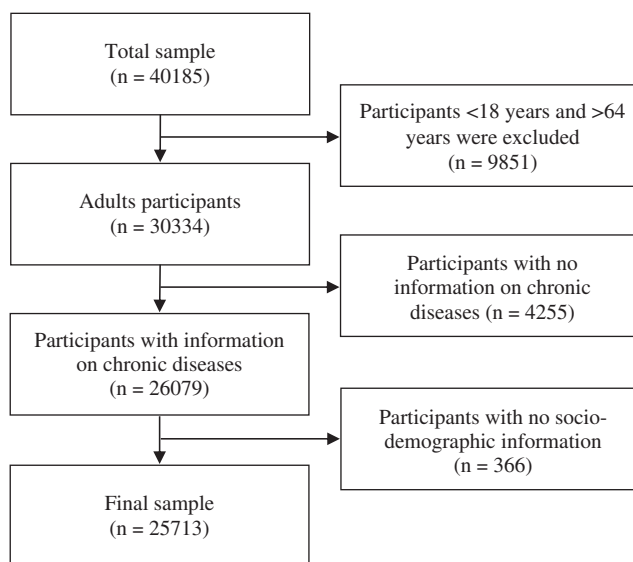 Total sample
(n = 40185)
Participants <18 years and >64
years were excluded
(n = 9851)
Adults participants
(n = 30334)
Participants with no
information on chronic
diseases (n = 4255)
Participants with information
on chronic diseases
(n = 26079)
Participants with no socio-
demographic information
(n = 366)
Final sample
(n = 25713)